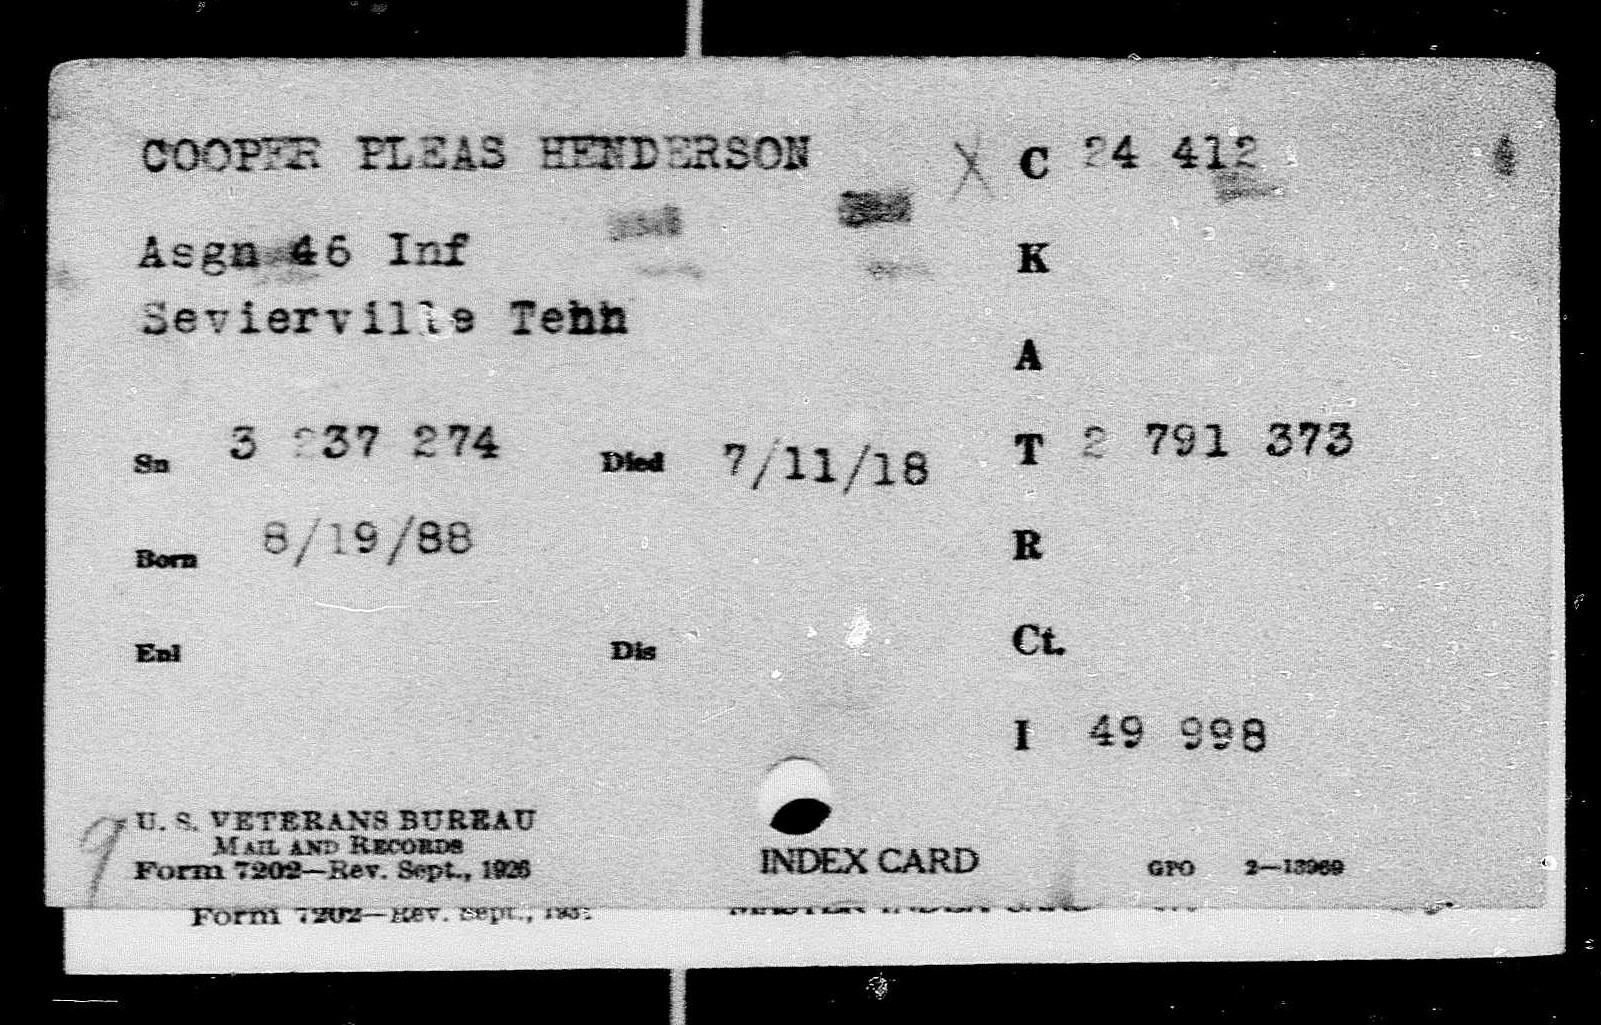 COOPER PLEAS HENDERSON X C 24 412
Asgn 46 Inf K
Sevierville Tenn
A
Sn 3 237 274 Died 7/11/18 T 2 791 373
Born 8/19/88 R
Enl Dis Ct.
I 49 998
9 U. S. VETERANS BUREAU
MAIL AND RECORDS
Form 7202—Rev. Sept., 1926 INDEX CARD GPO 2—13969
Form 7202—Rev. Sept.,